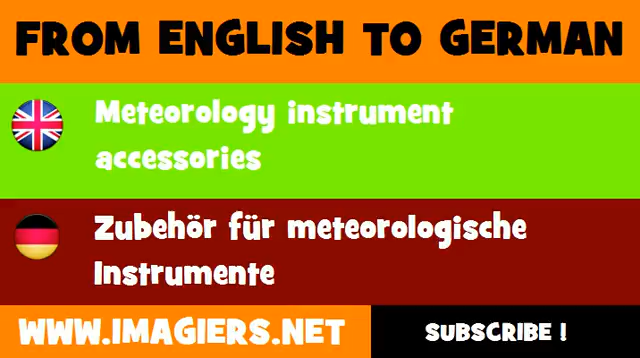 FROM ENGLISH TO GERMAN
Meteorology instrument
accessories
Zubehör für meteorologische
Instrumente
WWW.IMAGIERS.NET
SUBSCRIBE !